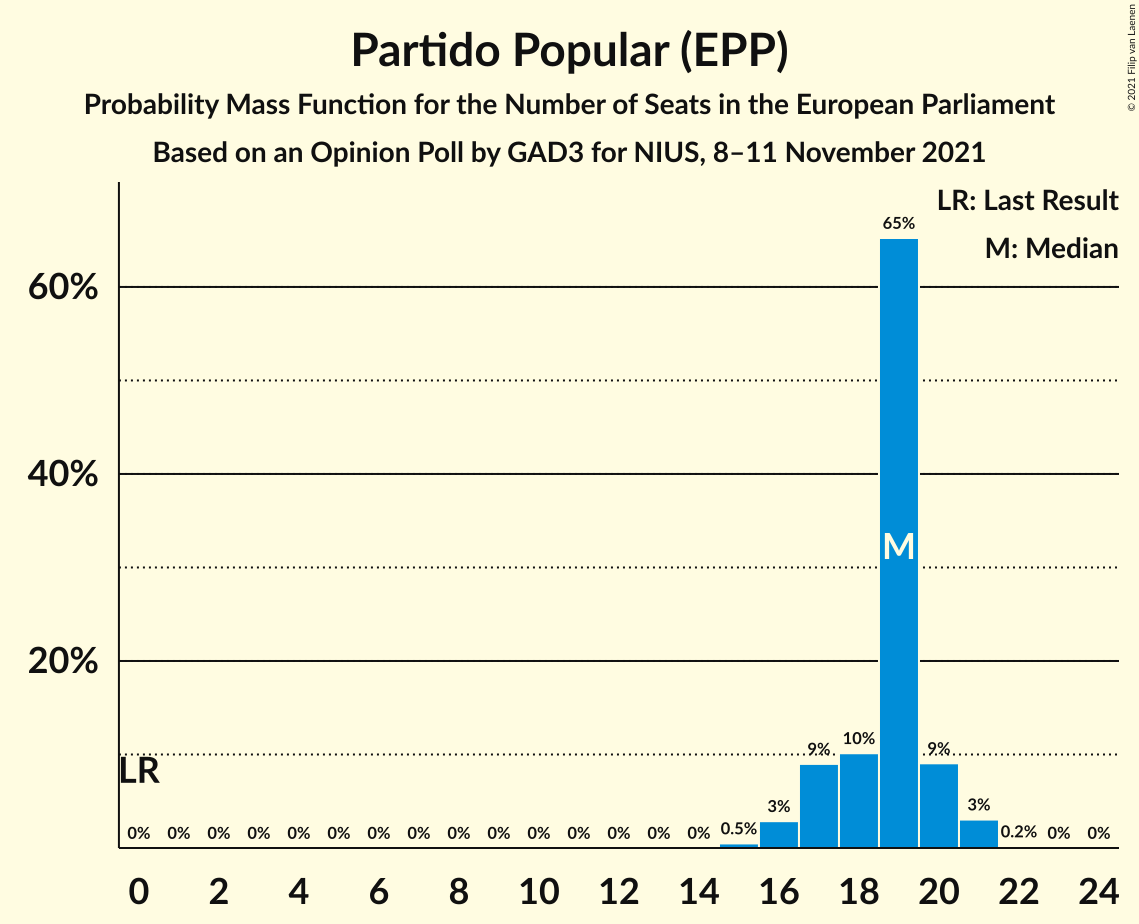 Partido Popular (EPP)
Probability Mass Function for the Number of Seats in the European Parliament
Based on an Opinion Poll by GAD3 for NIUS, 8–11 November 2021
© 2021 Filip van Laenen
LR: Last Result
M: Median
60%
40%
20%
LR
M
0% 0% 0% 0% 0% 0% 0% 0% 0% 0% 0% 0% 0% 0% 0% 0.5% 3% 9% 10% 65% 9% 3% 0.2% 0% 0%
0 2 4 6 8 10 12 14 16 18 20 22 24